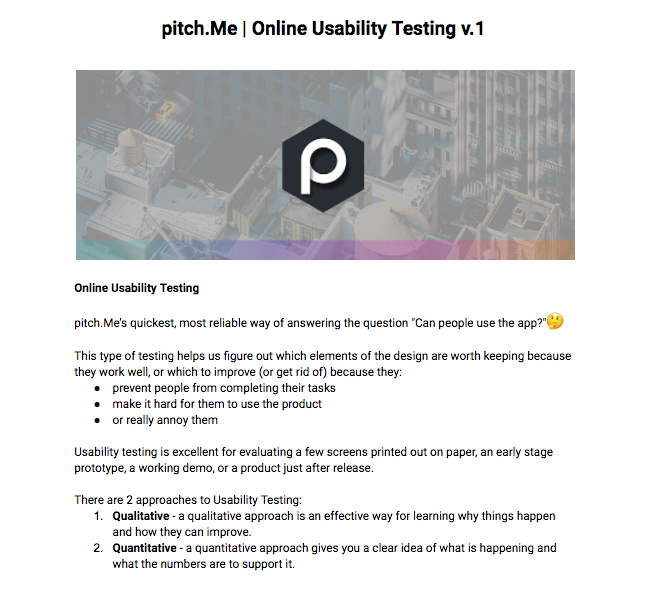 pitch.Me | Online Usability Testing v.1
p
Online Usability Testing
pitch.Me's quickest, most reliable way of answering the question "Can people use the app?"🤔
This type of testing helps us figure out which elements of the design are worth keeping because
they work well, or which to improve (or get rid of) because they:
● prevent people from completing their tasks
● make it hard for them to use the product
● or really annoy them
Usability testing is excellent for evaluating a few screens printed out on paper, an early stage
prototype, a working demo, or a product just after release.
There are 2 approaches to Usability Testing:
1. Qualitative - a qualitative approach is an effective way for learning why things happen
and how they can improve.
2. Quantitative - a quantitative approach gives you a clear idea of what is happening and
what the numbers are to support it.